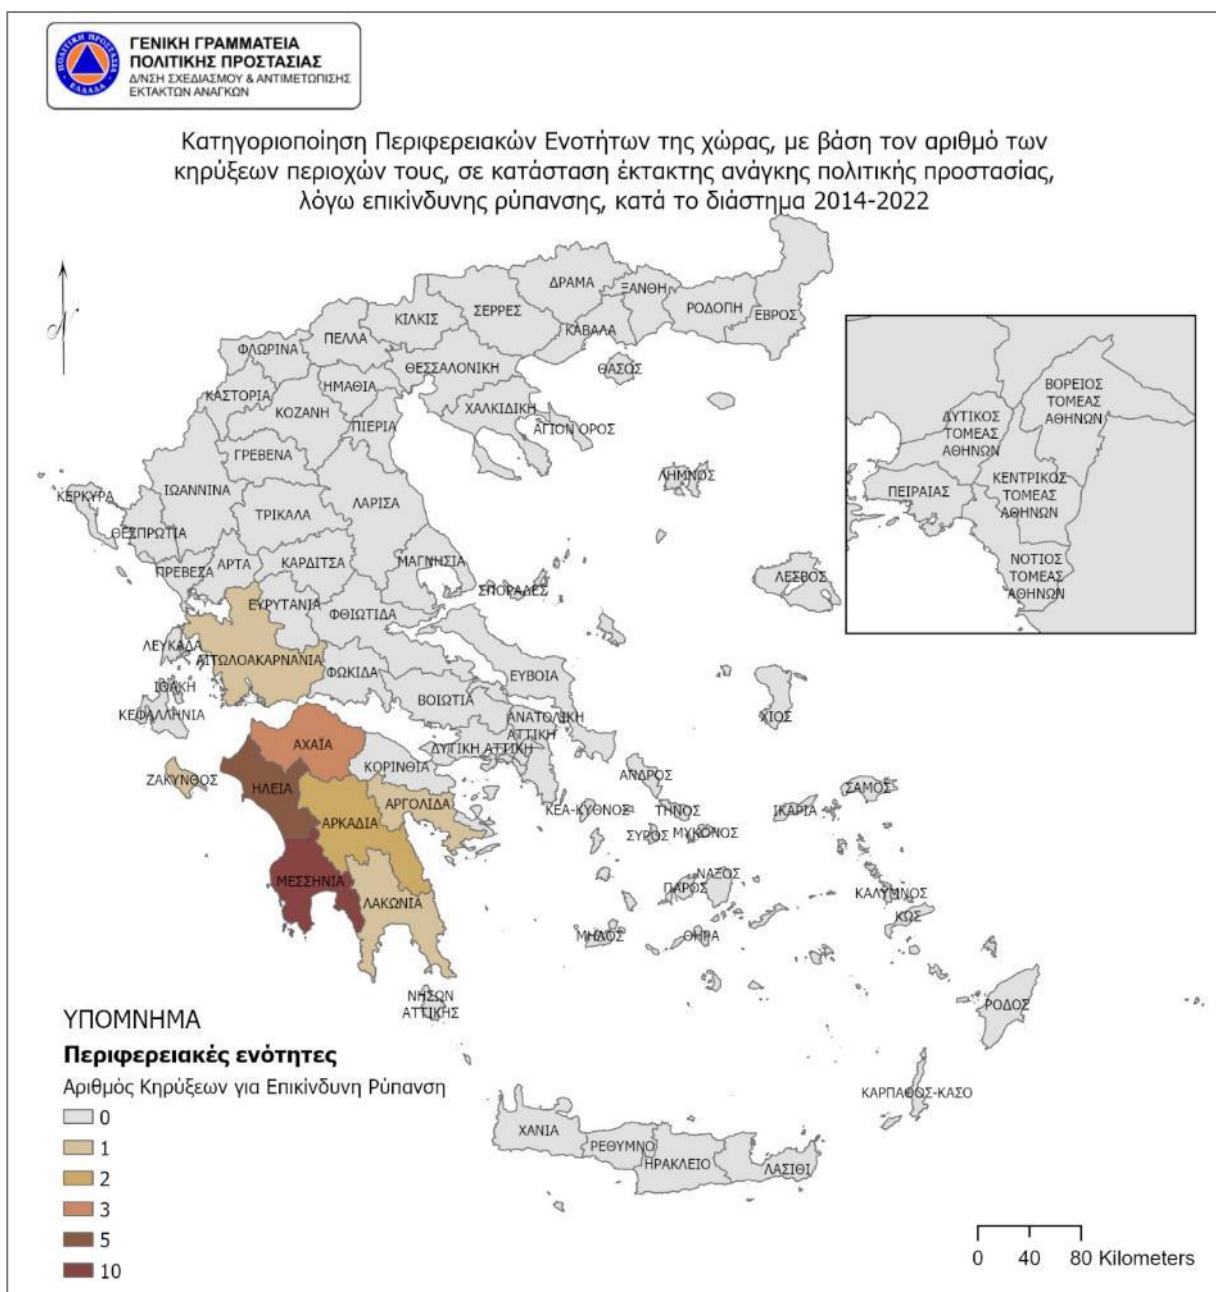 ΓΕΝΙΚΗ ΓΡΑΜΜΑΤΕΙΑ
ΠΟΛΙΤΙΚΗΣ ΠΡΟΣΤΑΣΙΑΣ
Δ/ΝΣΗ ΣΧΕΔΙΑΣΜΟΥ & ΑΝΤΙΜΕΤΩΠΙΣΗΣ
ΕΚΤΑΚΤΩΝ ΑΝΑΓΚΩΝ
ΠΟΛΙΤΙΚΗ ΠΡΟΣΤΑΣΙΑ
ΕΛΛΑΔΑ
Κατηγοριοποίηση Περιφερειακών Ενοτήτων της χώρας, με βάση τον αριθμό των
κηρύξεων περιοχών τους, σε κατάσταση έκτακτης ανάγκης πολιτικής προστασίας,
λόγω επικίνδυνης ρύπανσης, κατά το διάστημα 2014-2022
ΔΡΑΜΑ
ΞΑΝΘΗ
ΡΟΔΟΠΗ
ΕΒΡΟΣ
ΣΕΡΡΕΣ
ΚΙΛΚΙΣ
ΚΑΒΑΛΑ
ΠΕΛΛΑ
ΦΛΩΡΙΝΑ
ΘΕΣΣΑΛΟΝΙΚΗ
ΘΑΣΟΣ
ΗΜΑΘΙΑ
ΚΑΣΤΟΡΙΑ
ΚΟΖΑΝΗ
ΧΑΛΚΙΔΙΚΗ
ΠΙΕΡΙΑ
ΑΓΙΟΝ ΟΡΟΣ
ΓΡΕΒΕΝΑ
ΛΗΜΝΟΣ
ΙΩΑΝΝΙΝΑ
ΚΕΡΚΥΡΑ
ΛΑΡΙΣΑ
ΤΡΙΚΑΛΑ
ΘΕΣΠΡΩΤΙΑ
ΜΑΓΝΗΣΙΑ
ΑΡΤΑ
ΚΑΡΔΙΤΣΑ
ΠΡΕΒΕΖΑ
ΛΕΣΒΟΣ
ΣΠΟΡΑΔΕΣ
ΕΥΡΥΤΑΝΙΑ
ΦΘΙΩΤΙΔΑ
ΛΕΥΚΑΔΑ
ΑΙΤΩΛΟΑΚΑΡΝΑΝΙΑ
ΦΩΚΙΔΑ
ΕΥΒΟΙΑ
ΙΘΑΚΗ
ΒΟΙΩΤΙΑ
ΚΕΦΑΛΛΗΝΙΑ
ΑΝΑΤΟΛΙΚΗ
ΑΤΤΙΚΗ
ΧΙΟΣ
ΑΧΑΪΑ
ΔΥΤΙΚΗ ΑΤΤΙΚΗ
ΚΟΡΙΝΘΙΑ
ΖΑΚΥΝΘΟΣ
ΗΛΕΙΑ
ΑΝΔΡΟΣ
ΣΑΜΟΣ
ΑΡΓΟΛΙΔΑ
ΚΕΑ-ΚΥΘΝΟΣ
ΤΗΝΟΣ
ΙΚΑΡΙΑ
ΑΡΚΑΔΙΑ
ΣΥΡΟΣ
ΜΥΚΟΝΟΣ
ΜΕΣΣΗΝΙΑ
ΝΑΞΟΣ
ΠΑΡΟΣ
ΚΑΛΥΜΝΟΣ
ΛΑΚΩΝΙΑ
ΚΩΣ
ΜΗΛΟΣ
ΘΗΡΑ
ΝΗΣΩΝ
ΑΤΤΙΚΗΣ
ΡΟΔΟΣ
ΚΑΡΠΑΘΟΣ-ΚΑΣΟ
ΧΑΝΙΑ
ΡΕΘΥΜΝΟ
ΗΡΑΚΛΕΙΟ
ΛΑΣΙΘΙ
ΒΟΡΕΙΟΣ
ΤΟΜΕΑΣ
ΑΘΗΝΩΝ
ΔΥΤΙΚΟΣ
ΤΟΜΕΑΣ
ΑΘΗΝΩΝ
ΠΕΙΡΑΙΑΣ
ΚΕΝΤΡΙΚΟΣ
ΤΟΜΕΑΣ
ΑΘΗΝΩΝ
ΝΟΤΙΟΣ
ΤΟΜΕΑΣ
ΑΘΗΝΩΝ
ΥΠΟΜΝΗΜΑ
Περιφερειακές ενότητες
Αριθμός Κηρύξεων για Επικίνδυνη Ρύπανση
0
1
2
3
5
10
0 40 80 Kilometers